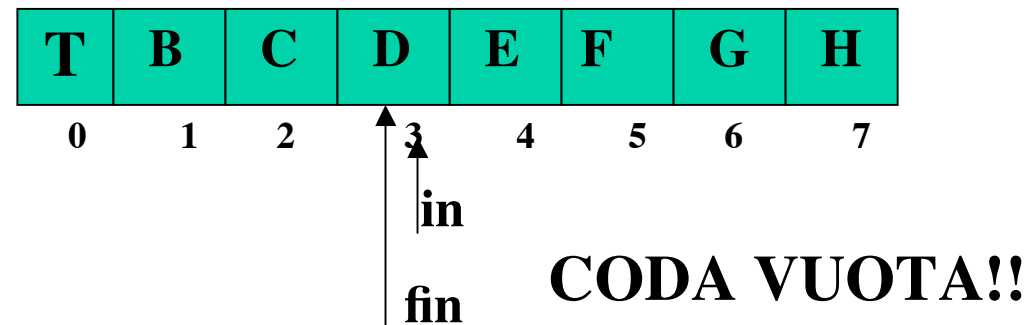 T B C D E F G H
0 1 2 3 4 5 6 7
in
CODA VUOTA!!
fin